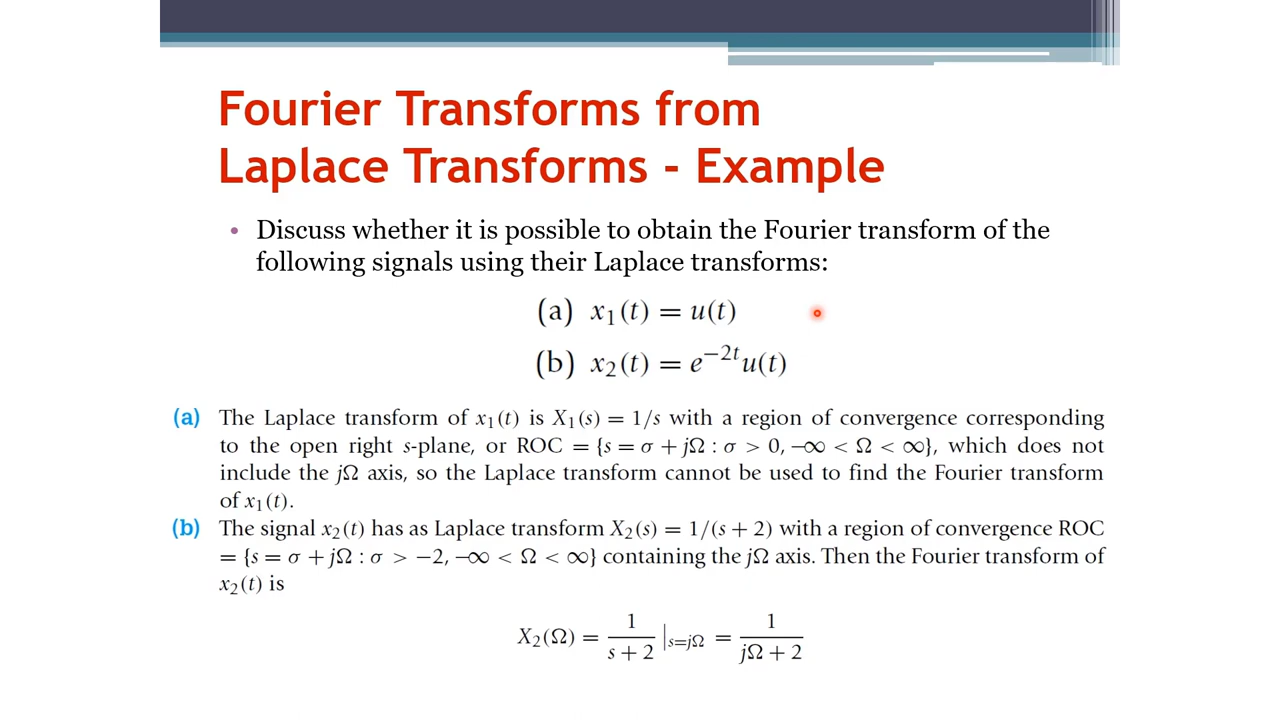 Fourier Transforms from
Laplace Transforms - Example
• Discuss whether it is possible to obtain the Fourier transform of the
following signals using their Laplace transforms:
(a) x₁(t) = u(t)
(b) x₂(t) = e⁻²ᵗu(t)
(a) The Laplace transform of x₁(t) is X₁(s) = 1/s with a region of convergence corresponding
to the open right s-plane, or ROC = {s = σ + jΩ : σ > 0, −∞ < Ω < ∞}, which does not
include the jΩ axis, so the Laplace transform cannot be used to find the Fourier transform
of x₁(t).
(b) The signal x₂(t) has as Laplace transform X₂(s) = 1/(s + 2) with a region of convergence ROC
= {s = σ + jΩ : σ > −2, −∞ < Ω < ∞} containing the jΩ axis. Then the Fourier transform of
x₂(t) is
X₂(Ω) = 1/(s + 2) |s=jΩ = 1/(jΩ + 2)